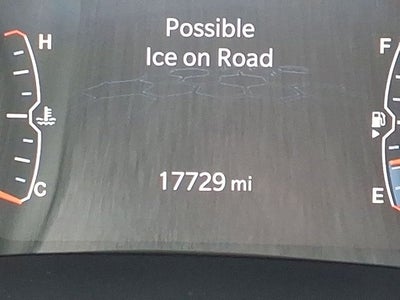 Possible
Ice on Road
H
F
C
E
17729 mi